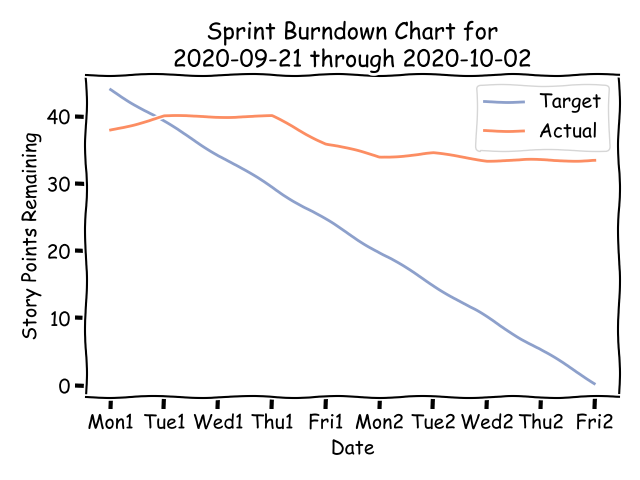 Sprint Burndown Chart for
2020-09-21 through 2020-10-02
Target
Actual
Story Points Remaining
40
30
20
10
0
Mon1 Tue1 Wed1 Thu1 Fri1 Mon2 Tue2 Wed2 Thu2 Fri2
Date